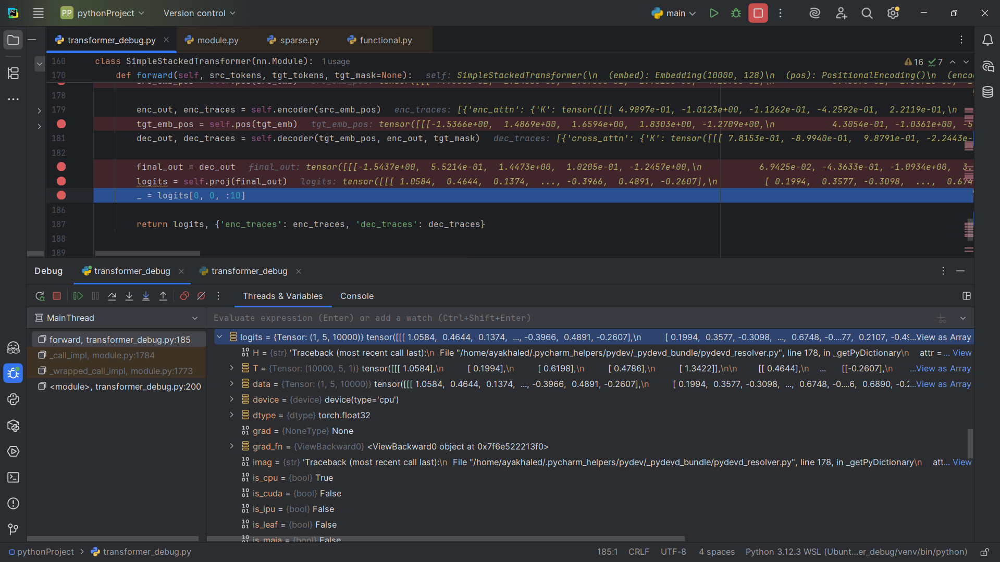 PP pythonProject Version control main
transformer_debug.py module.py sparse.py functional.py
160 class SimpleStackedTransformer(nn.Module): 1 usage 16 7
170 def forward(self, src_tokens, tgt_tokens, tgt_mask=None): self: SimpleStackedTransformer(\n (embed): Embedding(10000, 128)\n (pos): PositionalEncoding()\n (enco
178
179 enc_out, enc_traces = self.encoder(src_emb_pos) enc_traces: [{'enc_attn': {'K': tensor([[[ 4.9897e-01, -1.0123e+00, -1.1262e-01, -4.2592e-01, 2.2119e-01,\n
tgt_emb_pos = self.pos(tgt_emb) tgt_emb_pos: tensor([[[-1.5366e+00, 1.4869e+00, 1.6594e+00, 1.8303e+00, -1.2709e+00,\n 4.3054e-01, -1.0361e+00, -5
181 dec_out, dec_traces = self.decoder(tgt_emb_pos, enc_out, tgt_mask) dec_traces: [{'cross_attn': {'K': tensor([[[ 7.8153e-01, -8.9940e-01, 9.8791e-01, -2.2443e-
182
final_out = dec_out final_out: tensor([[[-1.5437e+00, 5.5214e-01, 1.4473e+00, 1.0205e-01, -1.2457e+00,\n 6.9425e-02, -4.3633e-01, -1.0934e+00, 3.
logits = self.proj(final_out) logits: tensor([[[ 1.0584, 0.4644, 0.1374, ..., -0.3966, 0.4891, -0.2607],\n [ 0.1994, 0.3577, -0.3098, ..., 0.674
_ = logits[0, 0, :10]
186
187 return logits, {'enc_traces': enc_traces, 'dec_traces': dec_traces}
188
189
Debug transformer_debug transformer_debug
Threads & Variables Console
MainThread
Evaluate expression (Enter) or add a watch (Ctrl+Shift+Enter)
forward, transformer_debug.py:185
_call_impl, module.py:1784
_wrapped_call_impl, module.py:1773
<module>, transformer_debug.py:200
logits = {Tensor: (1, 5, 10000)} tensor([[[ 1.0584, 0.4644, 0.1374, ..., -0.3966, 0.4891, -0.2607],\n [ 0.1994, 0.3577, -0.3098, ..., 0.6748, -0....77, 0.2107, -0.49...View as Array
H = {str} 'Traceback (most recent call last):\n File "/home/ayakhaled/.pycharm_helpers/pydev/_pydevd_bundle/pydevd_resolver.py", line 178, in _getPyDictionary\n attr =... View
T = {Tensor: (10000, 5, 1)} tensor([[[ 1.0584],\n [ 0.1994],\n [ 0.6198],\n [ 0.4786],\n [ 1.3422]],\n\n [[ 0.4644],\n ... [[-0.2607],\n ...View as Array
data = {Tensor: (1, 5, 10000)} tensor([[[ 1.0584, 0.4644, 0.1374, ..., -0.3966, 0.4891, -0.2607],\n [ 0.1994, 0.3577, -0.3098, ..., 0.6748, -0....6, 0.6890, -0.2...View as Array
device = {device} device(type='cpu')
dtype = {dtype} torch.float32
grad = {NoneType} None
grad_fn = {ViewBackward0} <ViewBackward0 object at 0x7f6e522213f0>
imag = {str} 'Traceback (most recent call last):\n File "/home/ayakhaled/.pycharm_helpers/pydev/_pydevd_bundle/pydevd_resolver.py", line 178, in _getPyDictionary\n att... View
is_cpu = {bool} True
is_cuda = {bool} False
is_ipu = {bool} False
is_leaf = {bool} False
is_maia = {bool} False
pythonProject > transformer_debug.py 185:1 CRLF UTF-8 4 spaces Python 3.12.3 WSL (Ubunt...er_debug/venv/bin/python)